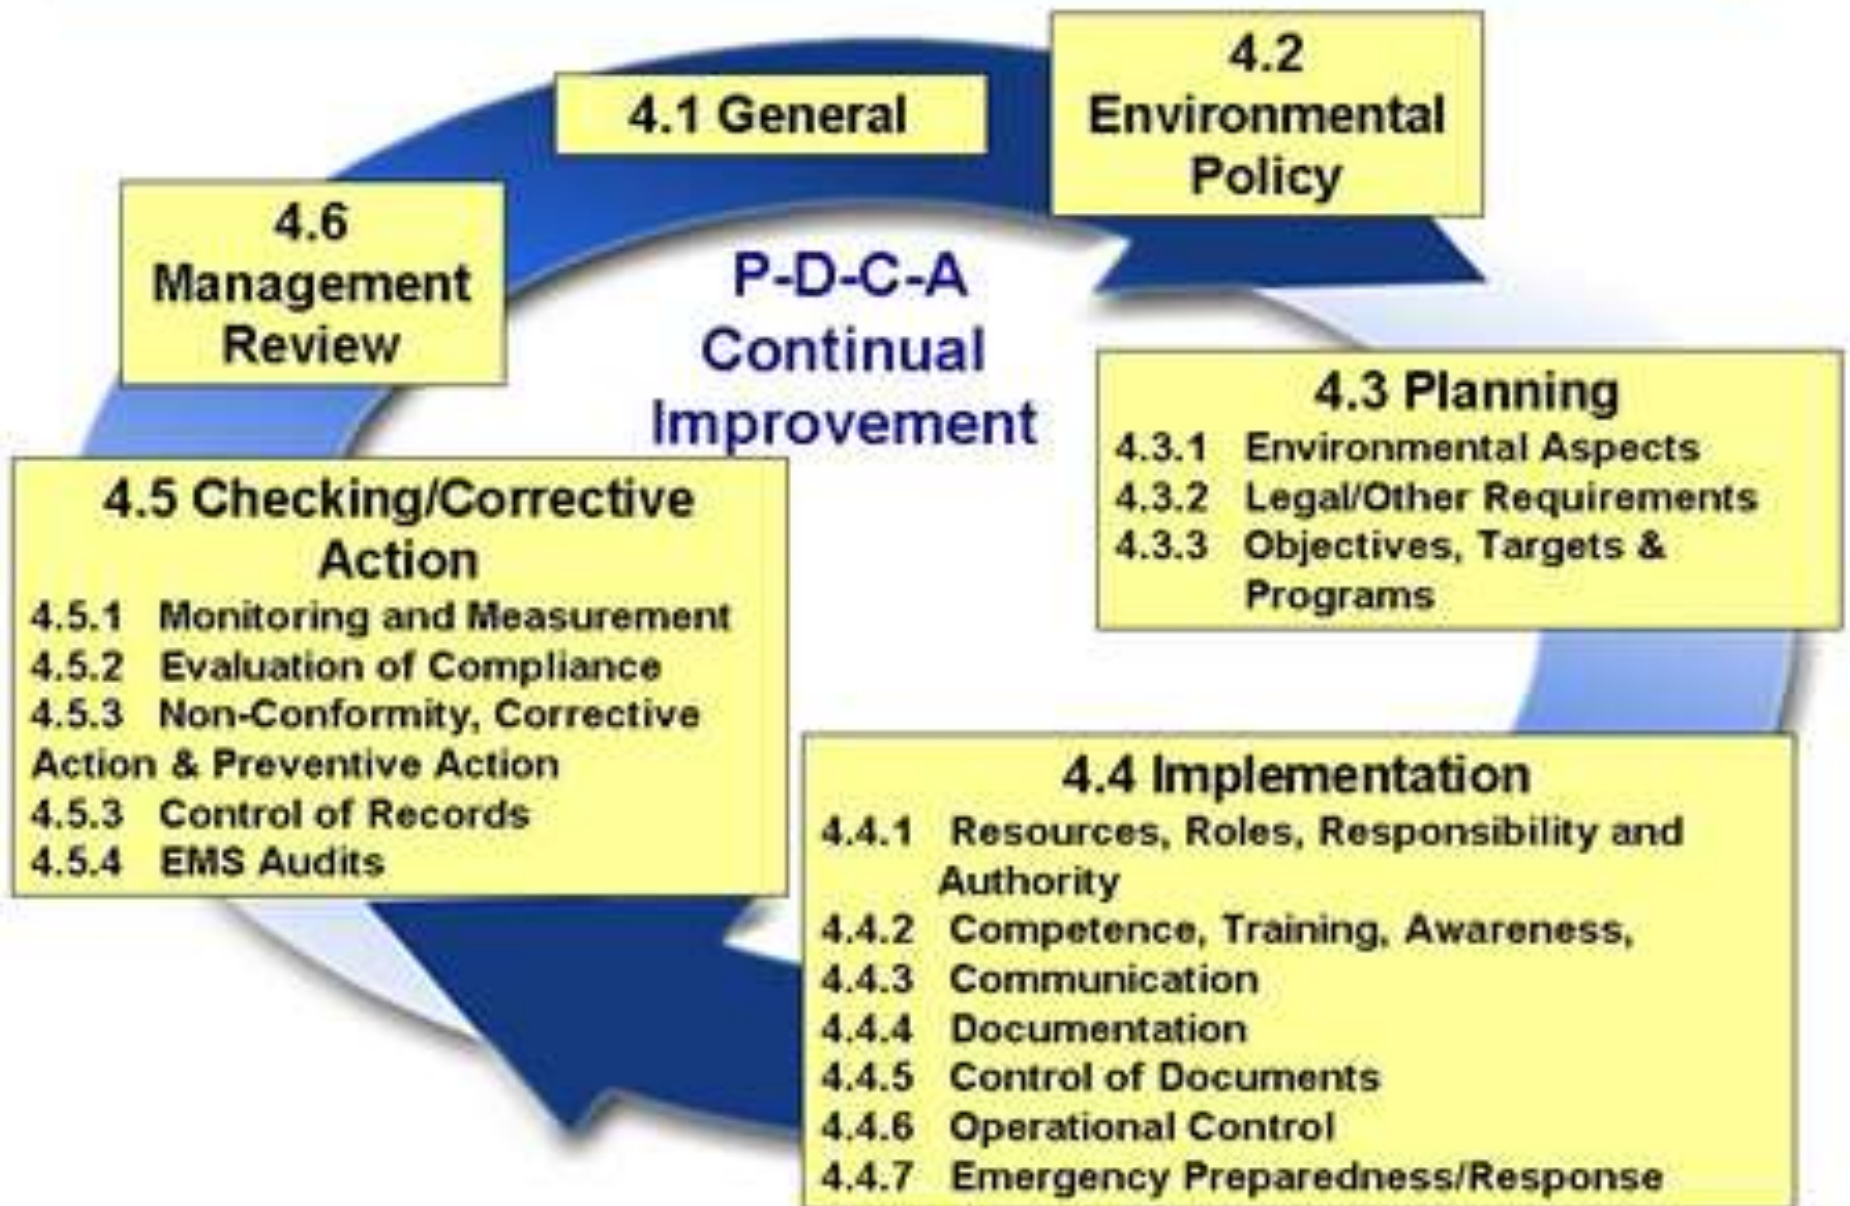 4.1 General
4.2
Environmental
Policy
4.6
Management
Review
P-D-C-A
Continual
Improvement
4.3 Planning
4.3.1 Environmental Aspects
4.3.2 Legal/Other Requirements
4.3.3 Objectives, Targets &
Programs
4.5 Checking/Corrective
Action
4.5.1 Monitoring and Measurement
4.5.2 Evaluation of Compliance
4.5.3 Non-Conformity, Corrective
Action & Preventive Action
4.5.3 Control of Records
4.5.4 EMS Audits
4.4 Implementation
4.4.1 Resources, Roles, Responsibility and
Authority
4.4.2 Competence, Training, Awareness,
4.4.3 Communication
4.4.4 Documentation
4.4.5 Control of Documents
4.4.6 Operational Control
4.4.7 Emergency Preparedness/Response